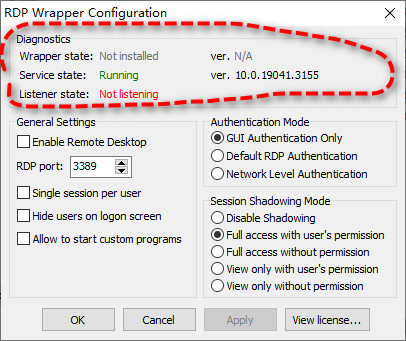 RDP Wrapper Configuration
Diagnostics
Wrapper state: Not installed ver. N/A
Service state: Running ver. 10.0.19041.3155
Listener state: Not listening
General Settings
Enable Remote Desktop
RDP port: 3389
Single session per user
Hide users on logon screen
Allow to start custom programs
Authentication Mode
GUI Authentication Only
Default RDP Authentication
Network Level Authentication
Session Shadowing Mode
Disable Shadowing
Full access with user's permission
Full access without permission
View only with user's permission
View only without permission
OK Cancel Apply View license...